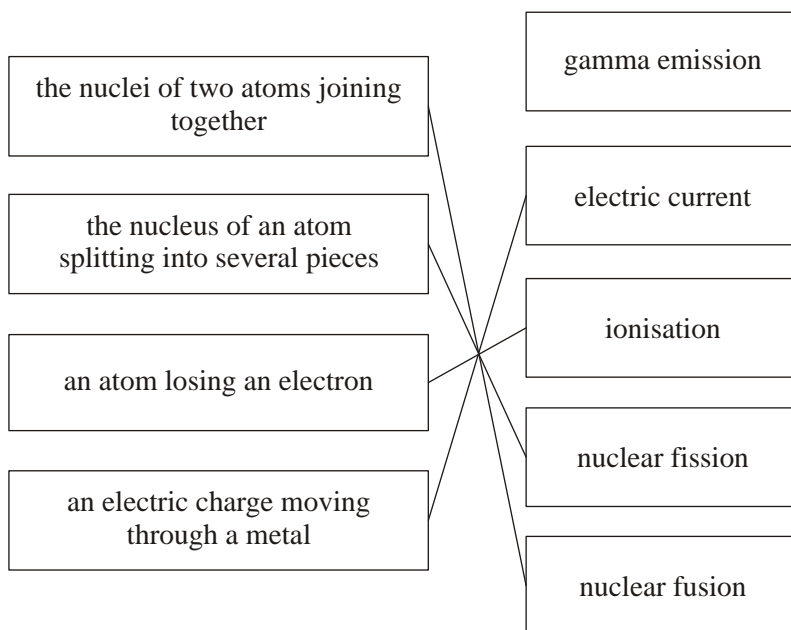 the nuclei of two atoms joining
together
the nucleus of an atom
splitting into several pieces
an atom losing an electron
an electric charge moving
through a metal
gamma emission
electric current
ionisation
nuclear fission
nuclear fusion